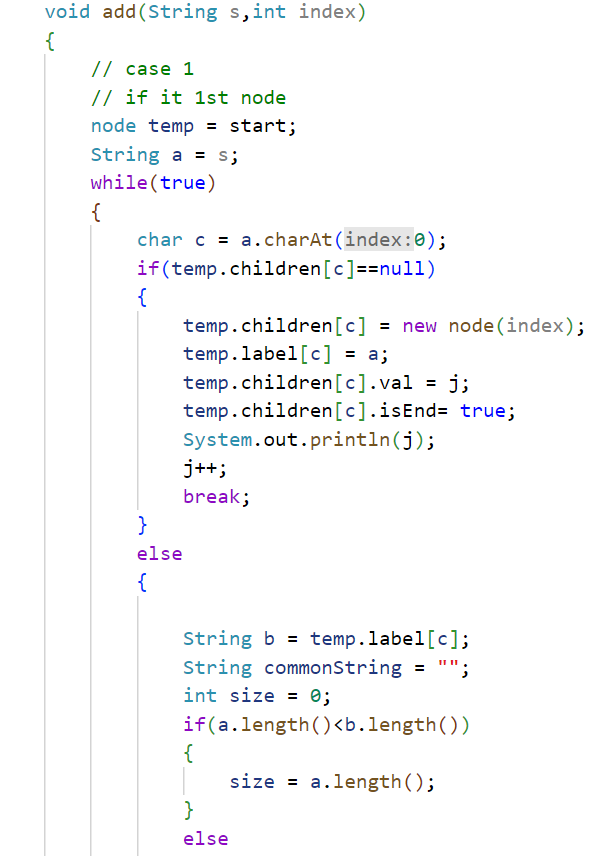 void add(String s,int index)
{
// case 1
// if it 1st node
node temp = start;
String a = s;
while(true)
{
char c = a.charAt(index:0);
if(temp.children[c]==null)
{
temp.children[c] = new node(index);
temp.label[c] = a;
temp.children[c].val = j;
temp.children[c].isEnd= true;
System.out.println(j);
j++;
break;
}
else
{
String b = temp.label[c];
String commonString = "";
int size = 0;
if(a.length()<b.length())
{
size = a.length();
}
else